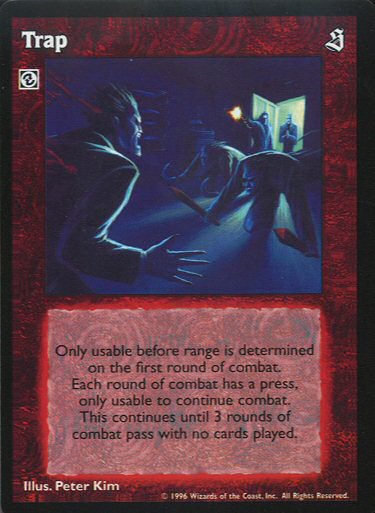 Trap
Only usable before range is determined
on the first round of combat.
Each round of combat has a press,
only usable to continue combat.
This continues until 3 rounds of
combat pass with no cards played.
Illus. Peter Kim
© 1996 Wizards of the Coast, Inc. All Rights Reserved.